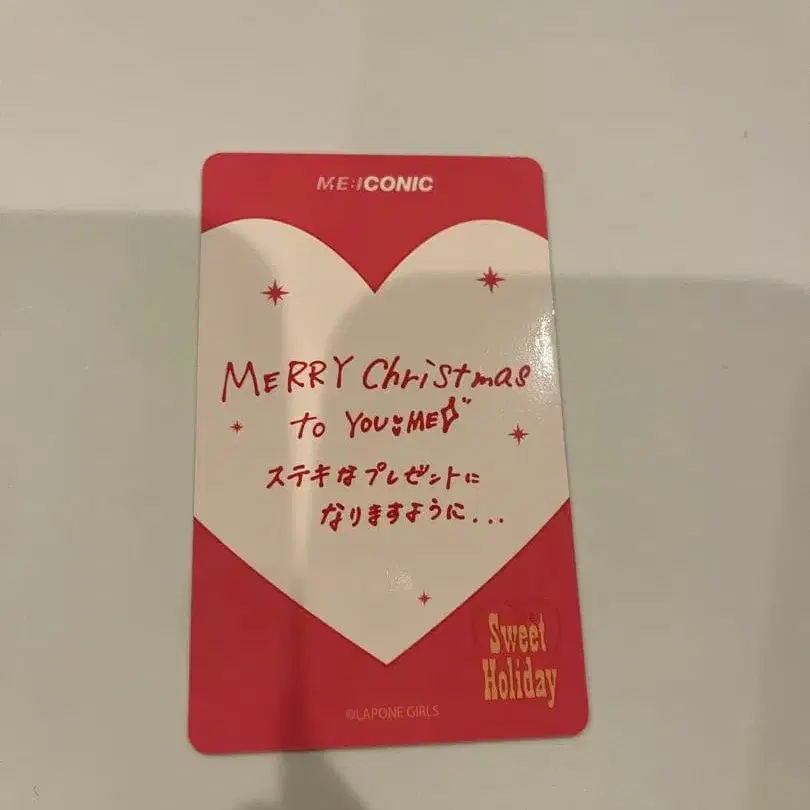 ME:ICONIC
MERRY Christmas
to YOU:ME
ステキなプレゼントに
なりますように...
Sweet
Holiday
©LAPONE GIRLS